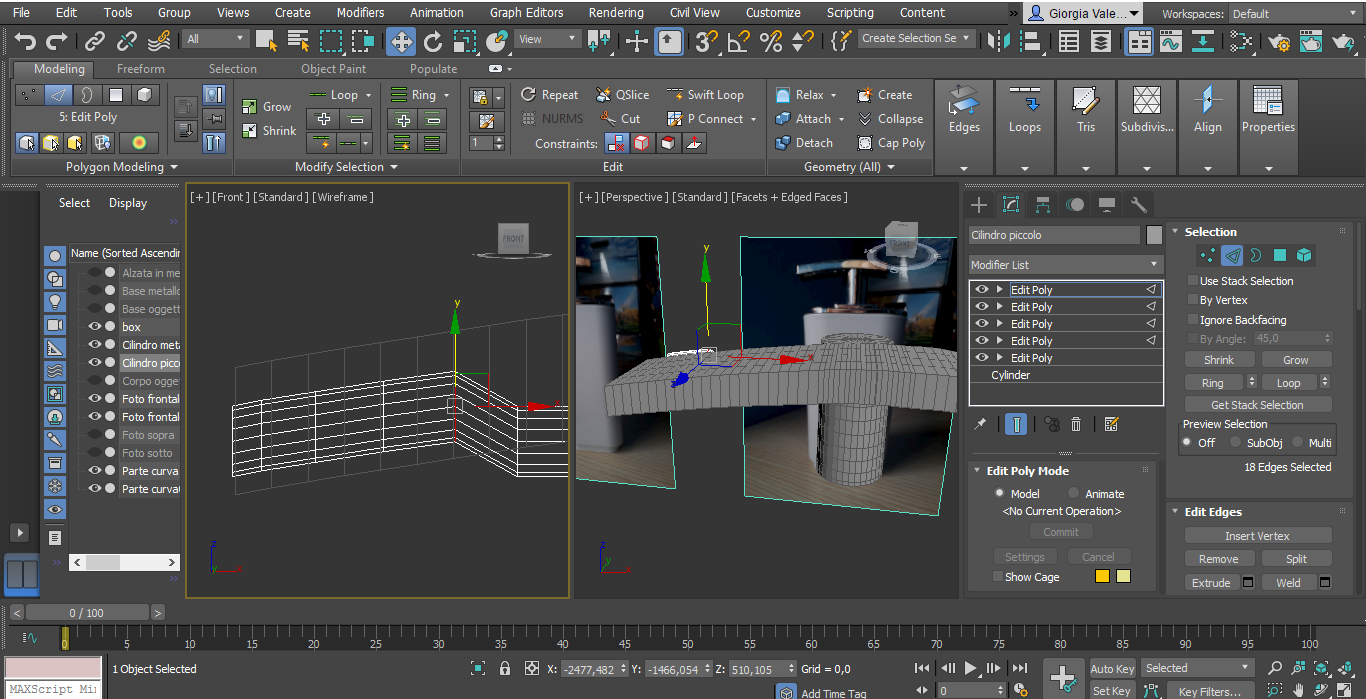 File Edit Tools Group Views Create Modifiers Animation Graph Editors Rendering Civil View Customize Scripting Content » Giorgia Vale... Workspaces: Default
All View Create Selection Se
Modeling Freeform Selection Object Paint Populate
5: Edit Poly
Polygon Modeling
Grow
Shrink
Loop
Ring
Modify Selection
1
Repeat QSlice Swift Loop
NURMS Cut P Connect
Constraints:
Edit
Relax Create
Attach Collapse
Detach Cap Poly
Geometry (All)
Edges Loops Tris Subdivis... Align Properties
Select Display
Name (Sorted Ascendin
Alzata in me
Base metallo
Base oggett
box
Cilindro meta
Cilindro picco
Corpo ogge
Foto frontal
Foto frontal
Foto sopra
Foto sotto
Parte curva
Parte curva
[+] [Front ] [Standard ] [Wireframe ]
FRONT
y
z
y
[+] [Perspective ] [Standard ] [Facets + Edged Faces ]
FRONT
y
x
z
y
Cilindro piccolo
Modifier List
Edit Poly
Edit Poly
Edit Poly
Edit Poly
Edit Poly
Cylinder
Edit Poly Mode
Model Animate
<No Current Operation>
Commit
Settings Cancel
Show Cage
Selection
Use Stack Selection
By Vertex
Ignore Backfacing
By Angle: 45,0
Shrink Grow
Ring Loop
Get Stack Selection
Preview Selection
Off SubObj Multi
18 Edges Selected
Edit Edges
Insert Vertex
Remove Split
Extrude Weld
< 0 / 100 >
0 5 10 15 20 25 30 35 40 45 50 55 60 65 70 75 80 85 90 95 100
1 Object Selected
X: -2477,482 Y: -1466,054 Z: 510,105 Grid = 0,0
Add Time Tag
0
Auto Key Selected
Set Key Key Filters...
MAXScript Mi